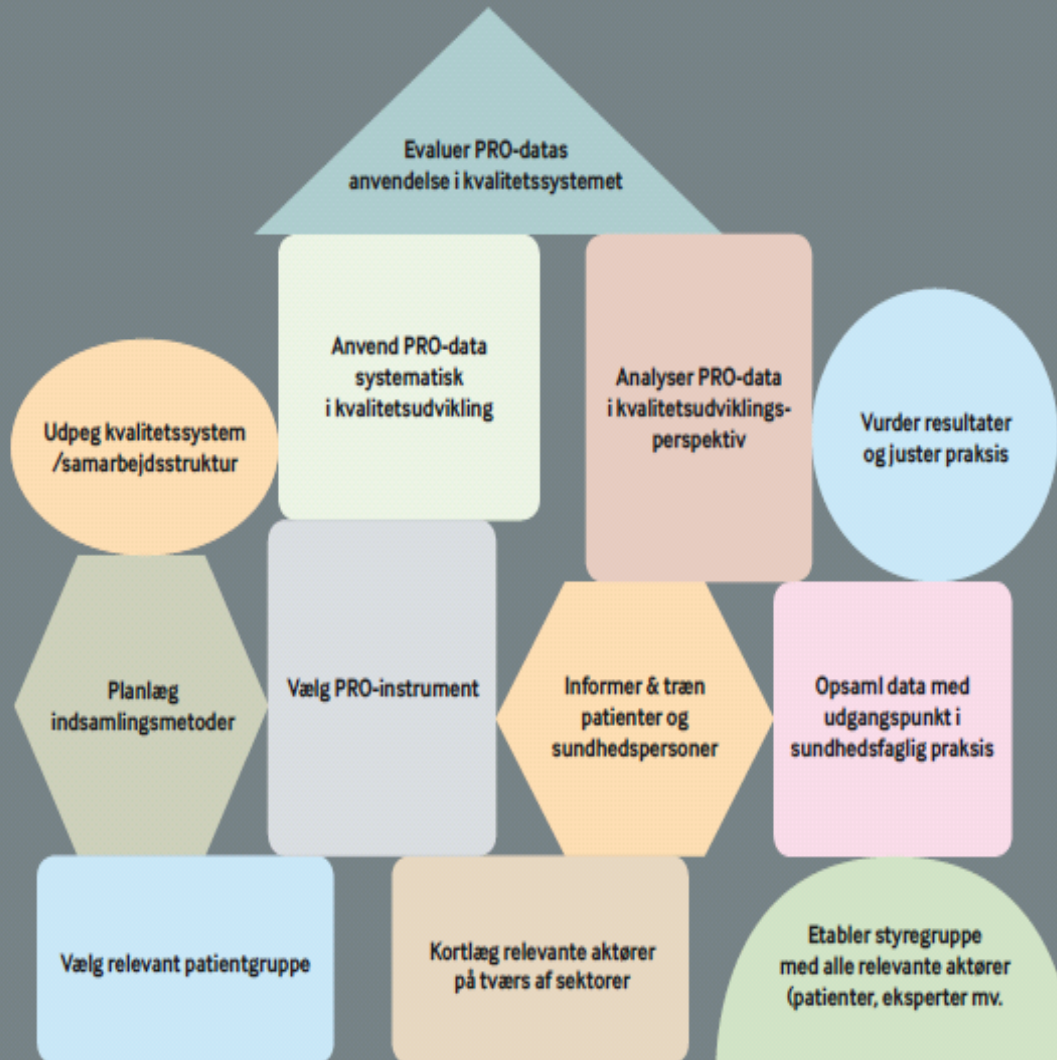 Evaluer PRO-datas
anvendelse i kvalitetssystemet
Anvend PRO-data
systematisk
i kvalitetsudvikling
Analyser PRO-data
i kvalitetsudviklings-
perspektiv
Vurder resultater
og juster praksis
Udpeg kvalitetssystem
/samarbejdsstruktur
Planlæg
indsamlingsmetoder
Vælg PRO-instrument
Informer & træn
patienter og
sundhedspersoner
Opsaml data med
udgangspunkt i
sundhedsfaglig praksis
Vælg relevant patientgruppe
Kortlæg relevante aktører
på tværs af sektorer
Etabler styregruppe
med alle relevante aktører
(patienter, eksperter mv.